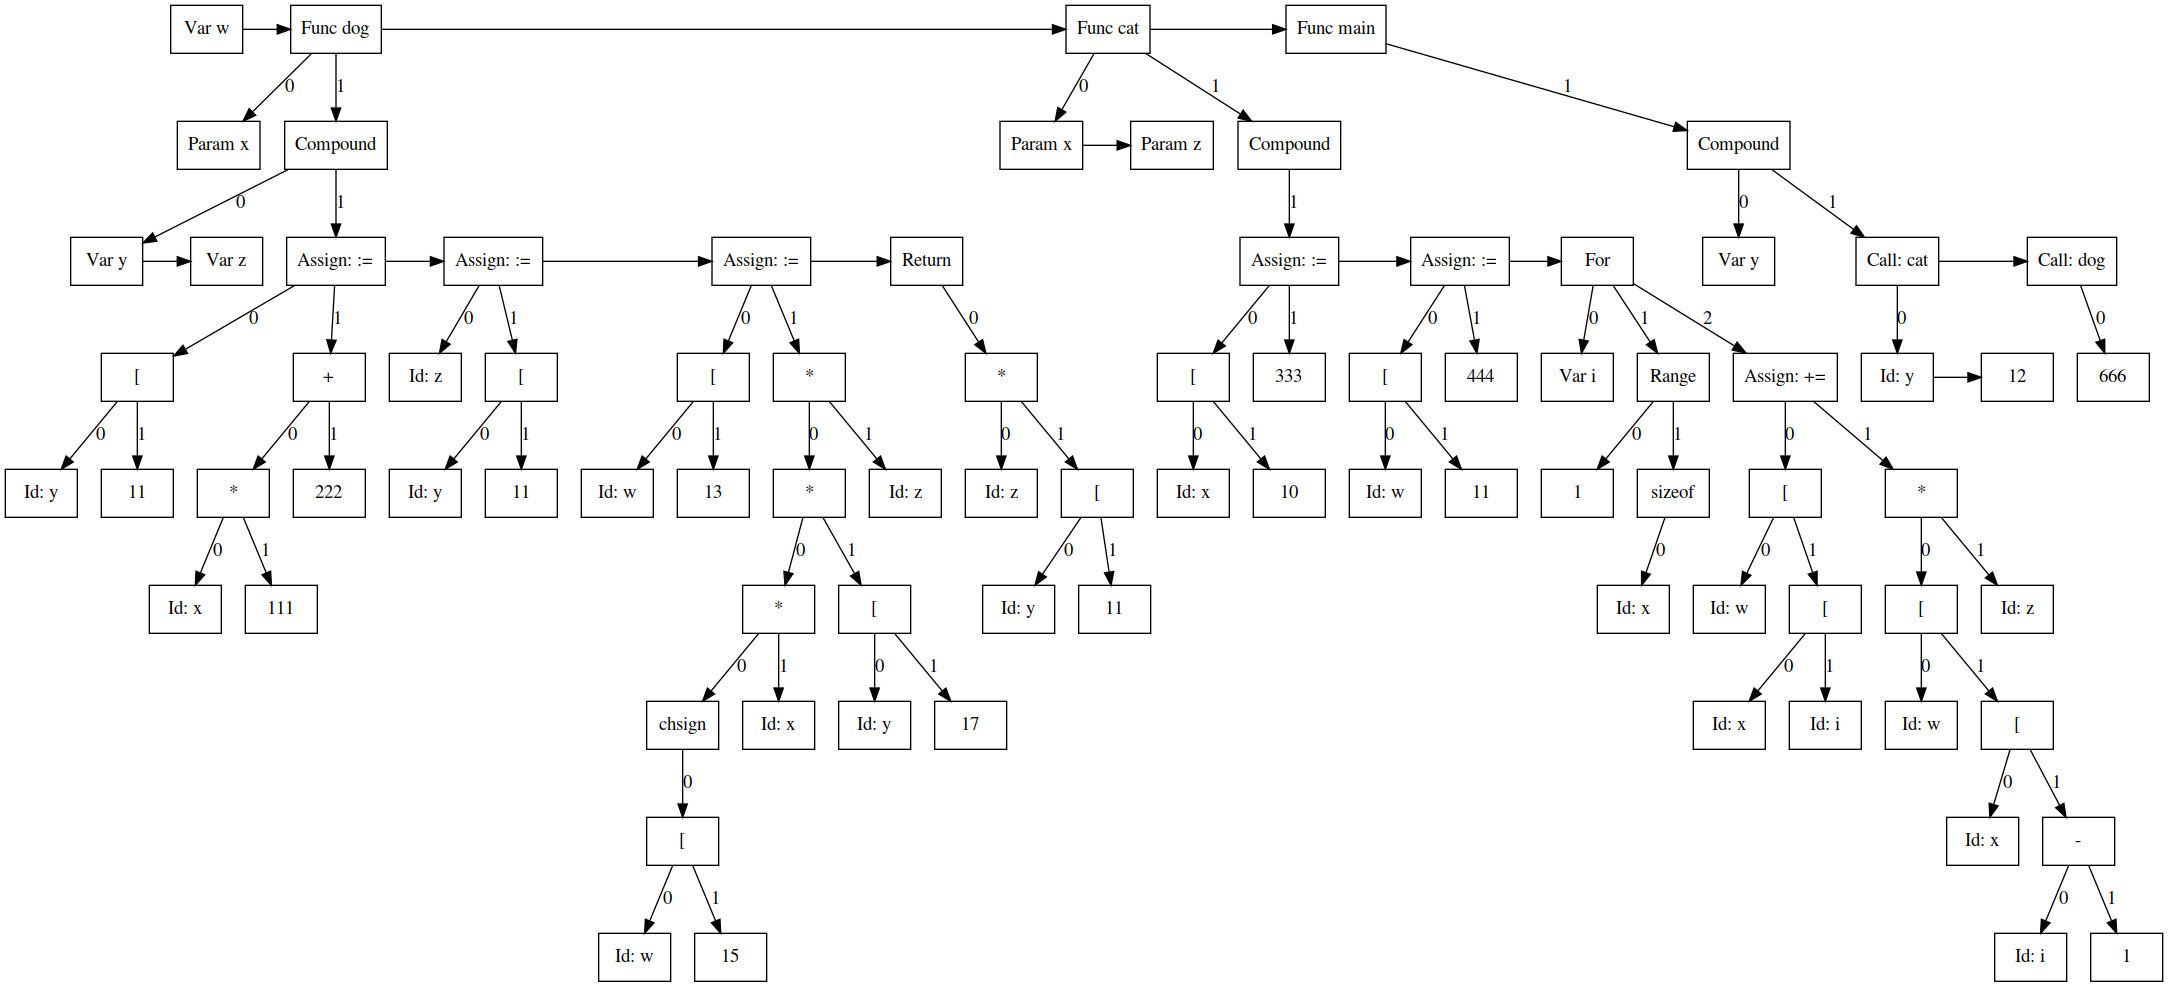 Var w
Func dog
Func cat
Func main
0
1
0
1
1
Param x
Compound
Param x
Param z
Compound
Compound
0
1
1
0
1
Var y
Var z
Assign: :=
Assign: :=
Assign: :=
Return
Assign: :=
Assign: :=
For
Var y
Call: cat
Call: dog
0
1
0
1
0
1
0
0
1
0
1
0
1
2
0
0
[
+
Id: z
[
[
*
*
[
333
[
444
Var i
Range
Assign: +=
Id: y
12
666
0
1
0
1
0
1
0
1
0
1
0
1
0
1
0
1
0
1
0
1
Id: y
11
*
222
Id: y
11
Id: w
13
*
Id: z
Id: z
[
Id: x
10
Id: w
11
1
sizeof
[
*
0
1
0
1
0
1
0
0
1
0
1
Id: x
111
*
[
Id: y
11
Id: x
Id: w
[
[
Id: z
0
1
0
1
0
1
0
1
chsign
Id: x
Id: y
17
Id: x
Id: i
Id: w
[
0
0
1
[
Id: x
-
0
1
0
1
Id: w
15
Id: i
1